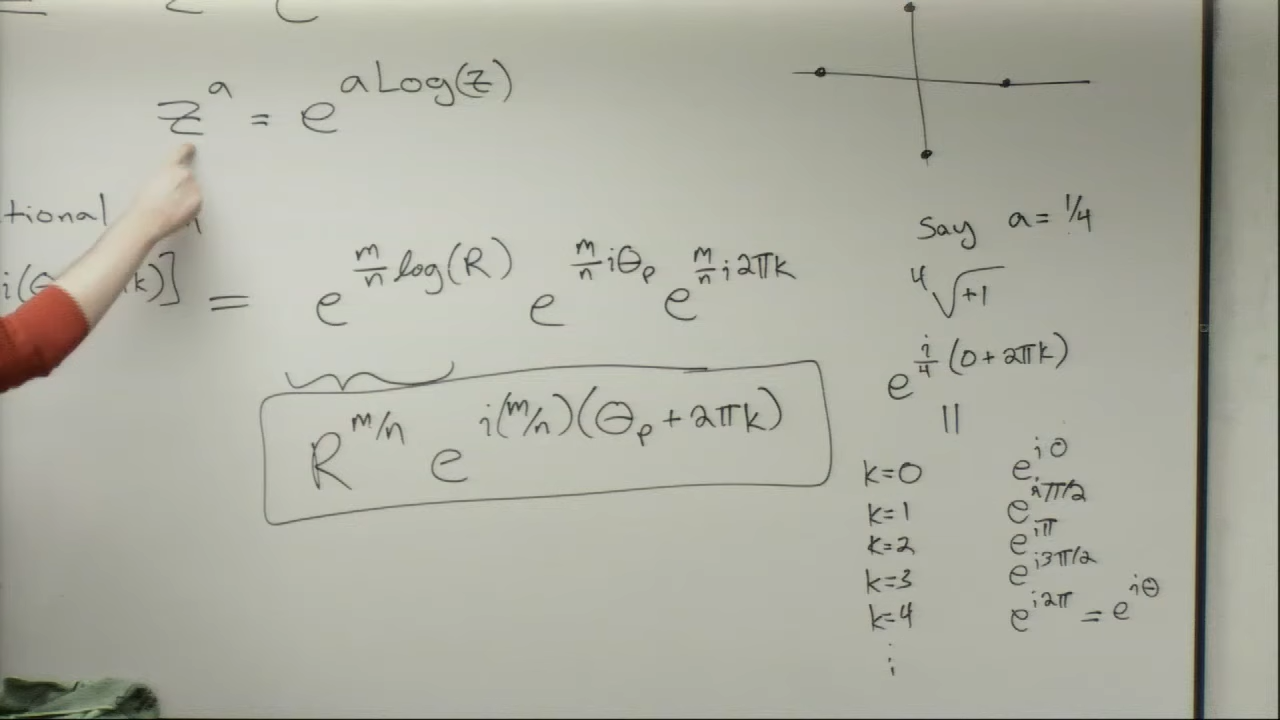 z^a = e^{a Log(z)}
tional
i(θ k)] = e^{m/n log(R)} e^{m/n iθ_p} e^{m/n i2πk}
R^{m/n} e^{i(m/n)(θ_p + 2πk)}
Say a = 1/4
⁴√+1
e^{i/4 (0 + 2πk)}
||
k=0 e^{i0}
k=1 e^{iπ/2}
k=2 e^{iπ}
k=3 e^{i3π/2}
k=4 e^{i2π} = e^{iθ}
⋮